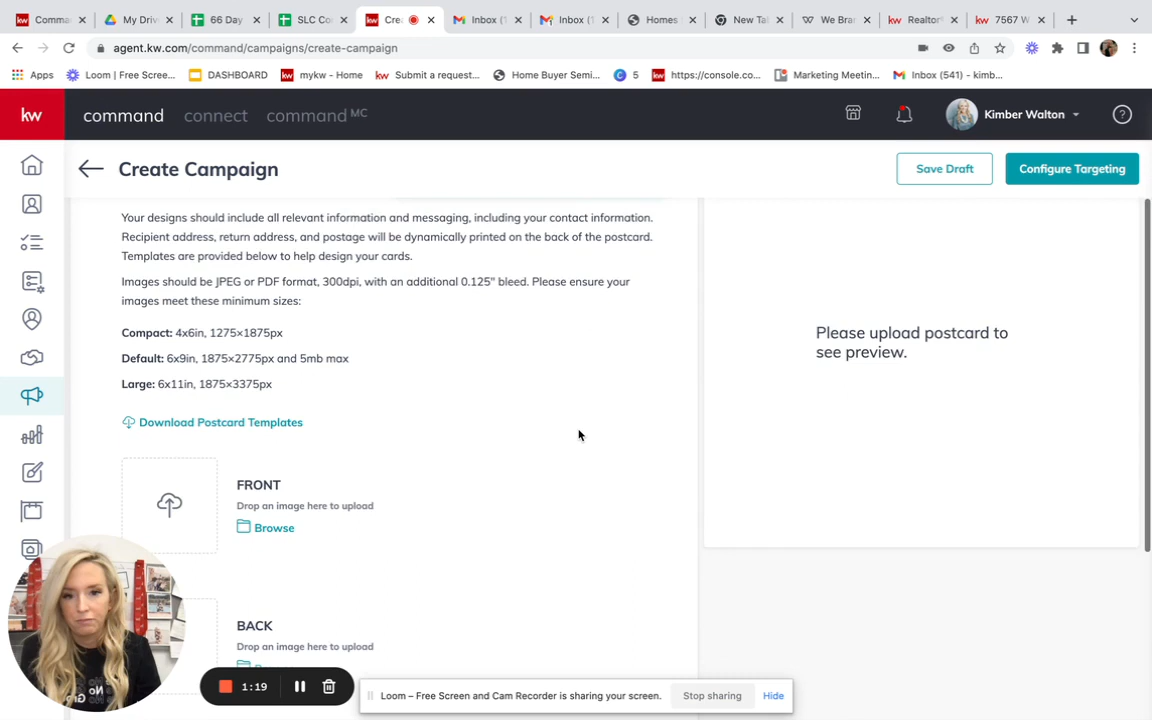 Comma
My Driv
66 Day
SLC Co
Crea
Inbox (
Inbox (
Homes
New Ta
We Bra
Realtor
7567 W
agent.kw.com/command/campaigns/create-campaign
Apps
Loom | Free Scree...
DASHBOARD
mykw - Home
Submit a request...
Home Buyer Semi...
5
https://console.co...
Marketing Meetin...
Inbox (541) - kimb...
kw command connect command MC
Kimber Walton
Create Campaign
Save Draft
Configure Targeting
Your designs should include all relevant information and messaging, including your contact information.
Recipient address, return address, and postage will be dynamically printed on the back of the postcard.
Templates are provided below to help design your cards.
Images should be JPEG or PDF format, 300dpi, with an additional 0.125" bleed. Please ensure your
images meet these minimum sizes:
Compact: 4x6in, 1275×1875px
Default: 6x9in, 1875×2775px and 5mb max
Large: 6x11in, 1875×3375px
Download Postcard Templates
FRONT
Drop an image here to upload
Browse
BACK
Drop an image here to upload
Please upload postcard to
see preview.
1:19
Loom – Free Screen and Cam Recorder is sharing your screen.
Stop sharing
Hide